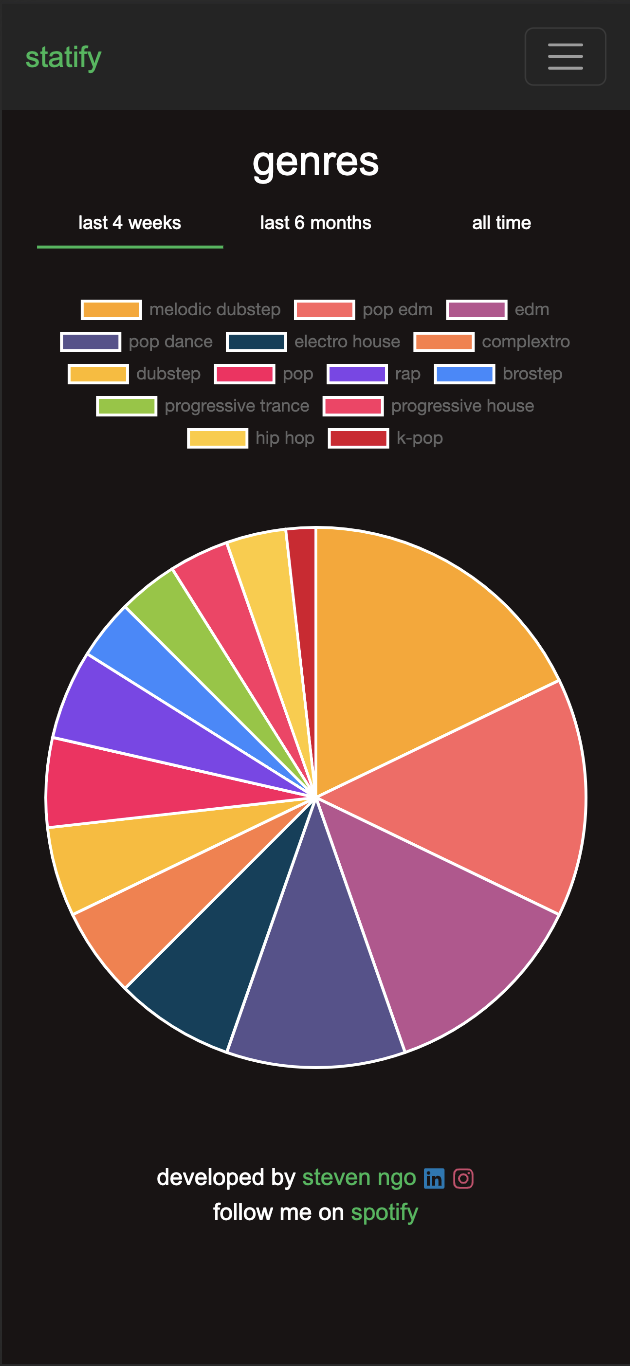 statify
genres
last 4 weeks last 6 months all time
melodic dubstep pop edm edm
pop dance electro house complextro
dubstep pop rap brostep
progressive trance progressive house
hip hop k-pop
developed by steven ngo in
follow me on spotify